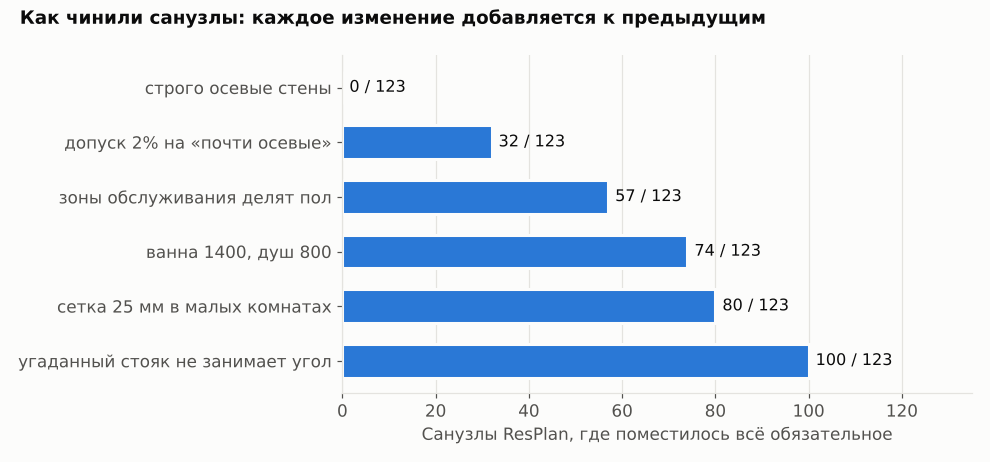 Как чинили санузлы: каждое изменение добавляется к предыдущим
строго осевые стены 0 / 123
допуск 2% на «почти осевые» 32 / 123
зоны обслуживания делят пол 57 / 123
ванна 1400, душ 800 74 / 123
сетка 25 мм в малых комнатах 80 / 123
угаданный стояк не занимает угол 100 / 123
0 20 40 60 80 100 120
Санузлы ResPlan, где поместилось всё обязательное